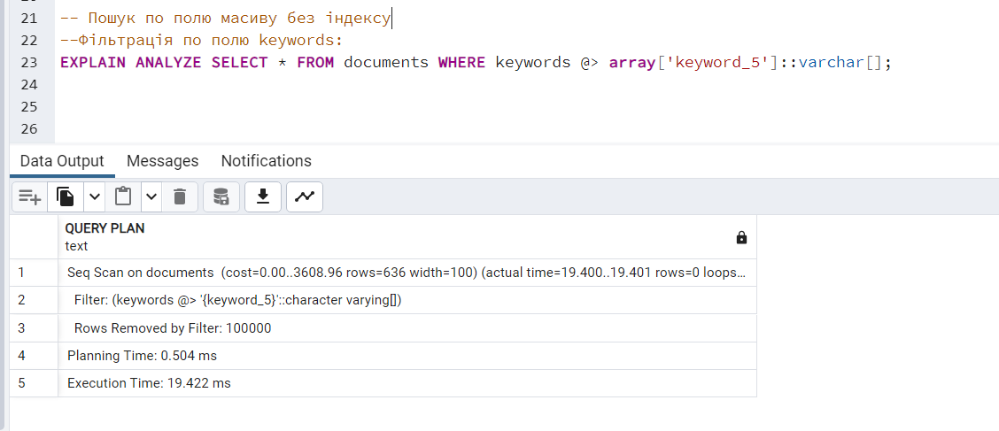 21 -- Пошук по полю масиву без індексу
22 --Фільтрація по полю keywords:
23 EXPLAIN ANALYZE SELECT * FROM documents WHERE keywords @> array['keyword_5']::varchar[];
24
25
26
Data Output Messages Notifications
QUERY PLAN
text
1 Seq Scan on documents (cost=0.00..3608.96 rows=636 width=100) (actual time=19.400..19.401 rows=0 loops...
2 Filter: (keywords @> '{keyword_5}'::character varying[])
3 Rows Removed by Filter: 100000
4 Planning Time: 0.504 ms
5 Execution Time: 19.422 ms